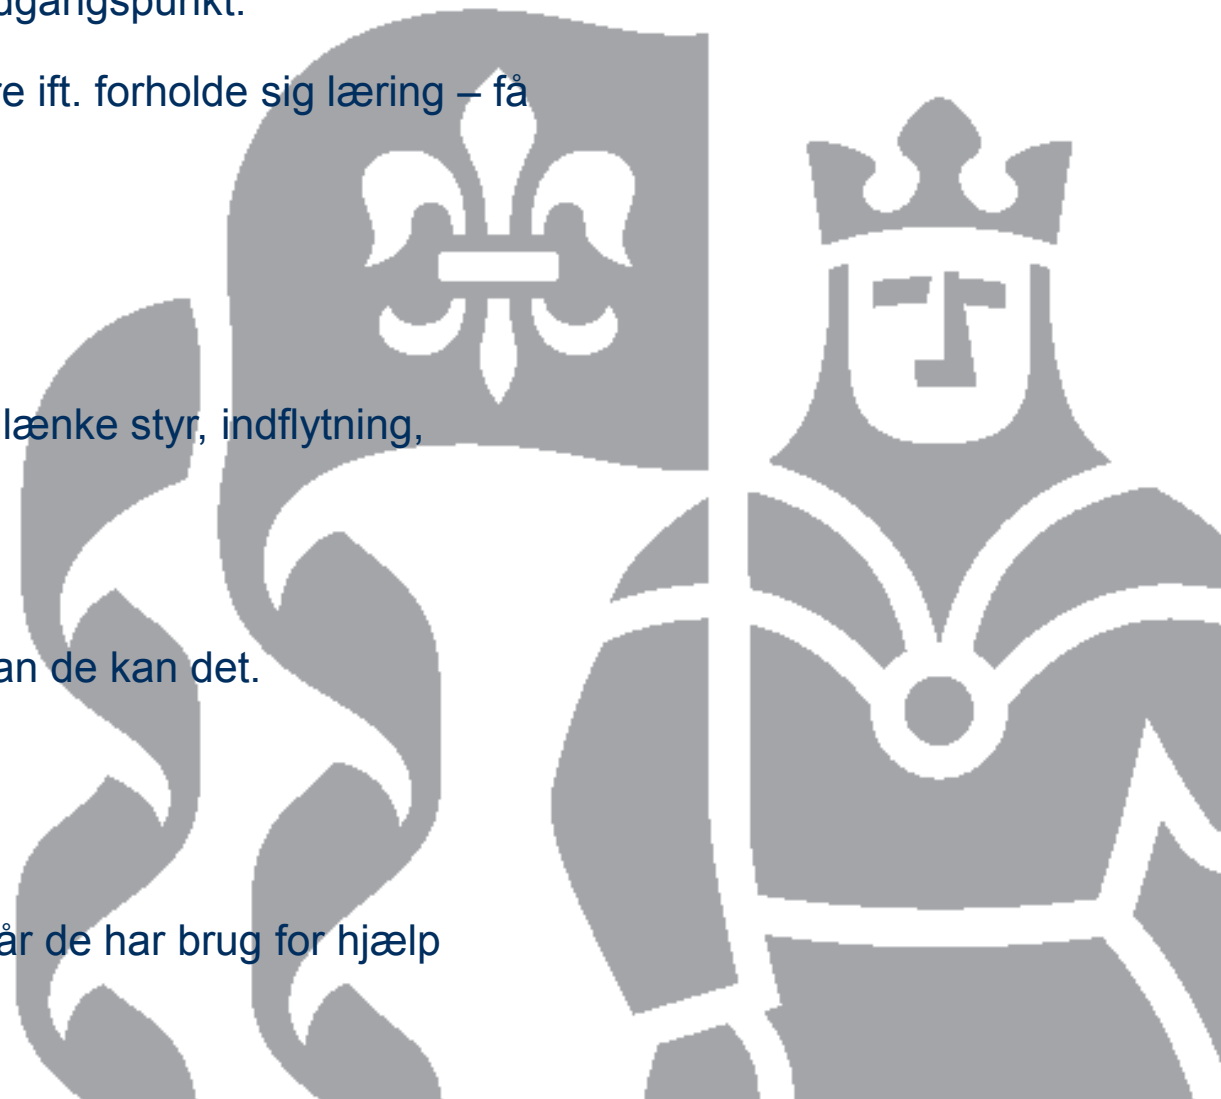 dgangspunkt.
re ift. forholde sig læring – få
lænke styr, indflytning,
an de kan det.
år de har brug for hjælp